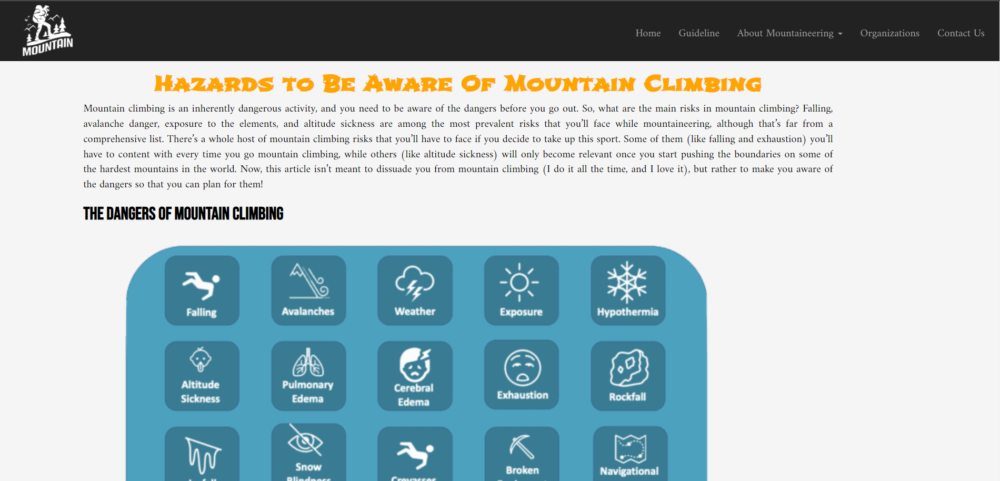 MOUNTAIN
Home Guideline About Mountaineering Organizations Contact Us
Hazards to Be Aware Of Mountain Climbing
Mountain climbing is an inherently dangerous activity, and you need to be aware of the dangers before you go out. So, what are the main risks in mountain climbing? Falling,
avalanche danger, exposure to the elements, and altitude sickness are among the most prevalent risks that you’ll face while mountaineering, although that’s far from a
comprehensive list. There’s a whole host of mountain climbing risks that you’ll have to face if you decide to take up this sport. Some of them (like falling and exhaustion) you’ll
have to content with every time you go mountain climbing, while others (like altitude sickness) will only become relevant once you start pushing the boundaries on some of
the hardest mountains in the world. Now, this article isn’t meant to dissuade you from mountain climbing (I do it all the time, and I love it), but rather to make you aware of
the dangers so that you can plan for them!
THE DANGERS OF MOUNTAIN CLIMBING
Falling
Avalanches
Weather
Exposure
Hypothermia
Altitude
Sickness
Pulmonary
Edema
Cerebral
Edema
Exhaustion
Rockfall
Snow
Blindness
Crevasses
Broken
Navigational